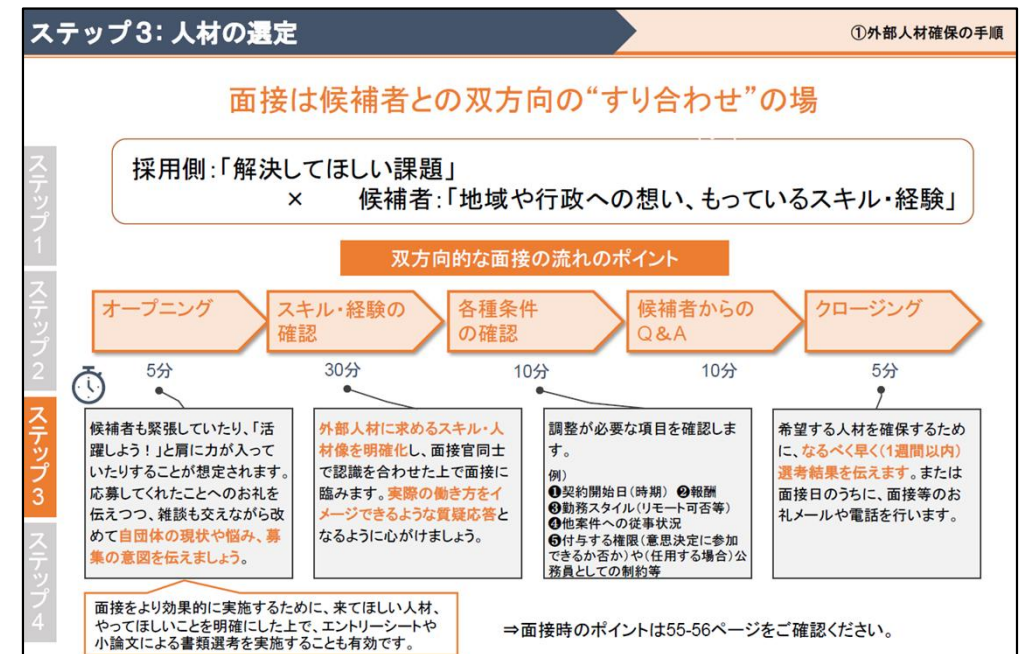 ステップ3: 人材の選定
①外部人材確保の手順
面接は候補者との双方向の“すり合わせ”の場
採用側:「解決してほしい課題」
× 候補者:「地域や行政への想い、もっているスキル・経験」
双方向的な面接の流れのポイント
ステップ1
ステップ2
ステップ3
ステップ4
オープニング
スキル・経験の
確認
各種条件
の確認
候補者からの
Q&A
クロージング
5分
30分
10分
10分
5分
候補者も緊張していたり、「活
躍しよう!」と肩に力が入って
いたりすることが想定されます。
応募してくれたことへのお礼を
伝えつつ、雑談も交えながら改
めて自団体の現状や悩み、募
集の意図を伝えましょう。
外部人材に求めるスキル・人
材像を明確化し、面接官同士
で認識を合わせた上で面接に
臨みます。実際の働き方をイ
メージできるような質疑応答と
なるように心がけましょう。
調整が必要な項目を確認しま
す。
例)
❶契約開始日(時期) ❷報酬
❸勤務スタイル(リモート可否等)
❹他案件への従事状況
❺付与する権限(意思決定に参加
できるか否か)や(任用する場合)公
務員としての制約等
希望する人材を確保するため
に、なるべく早く(1週間以内)
選考結果を伝えます。または
面接日のうちに、面接等のお
礼メールや電話を行います。
面接をより効果的に実施するために、来てほしい人材、
やってほしいことを明確にした上で、エントリーシートや
小論文による書類選考を実施することも有効です。
⇒面接時のポイントは55-56ページをご確認ください。